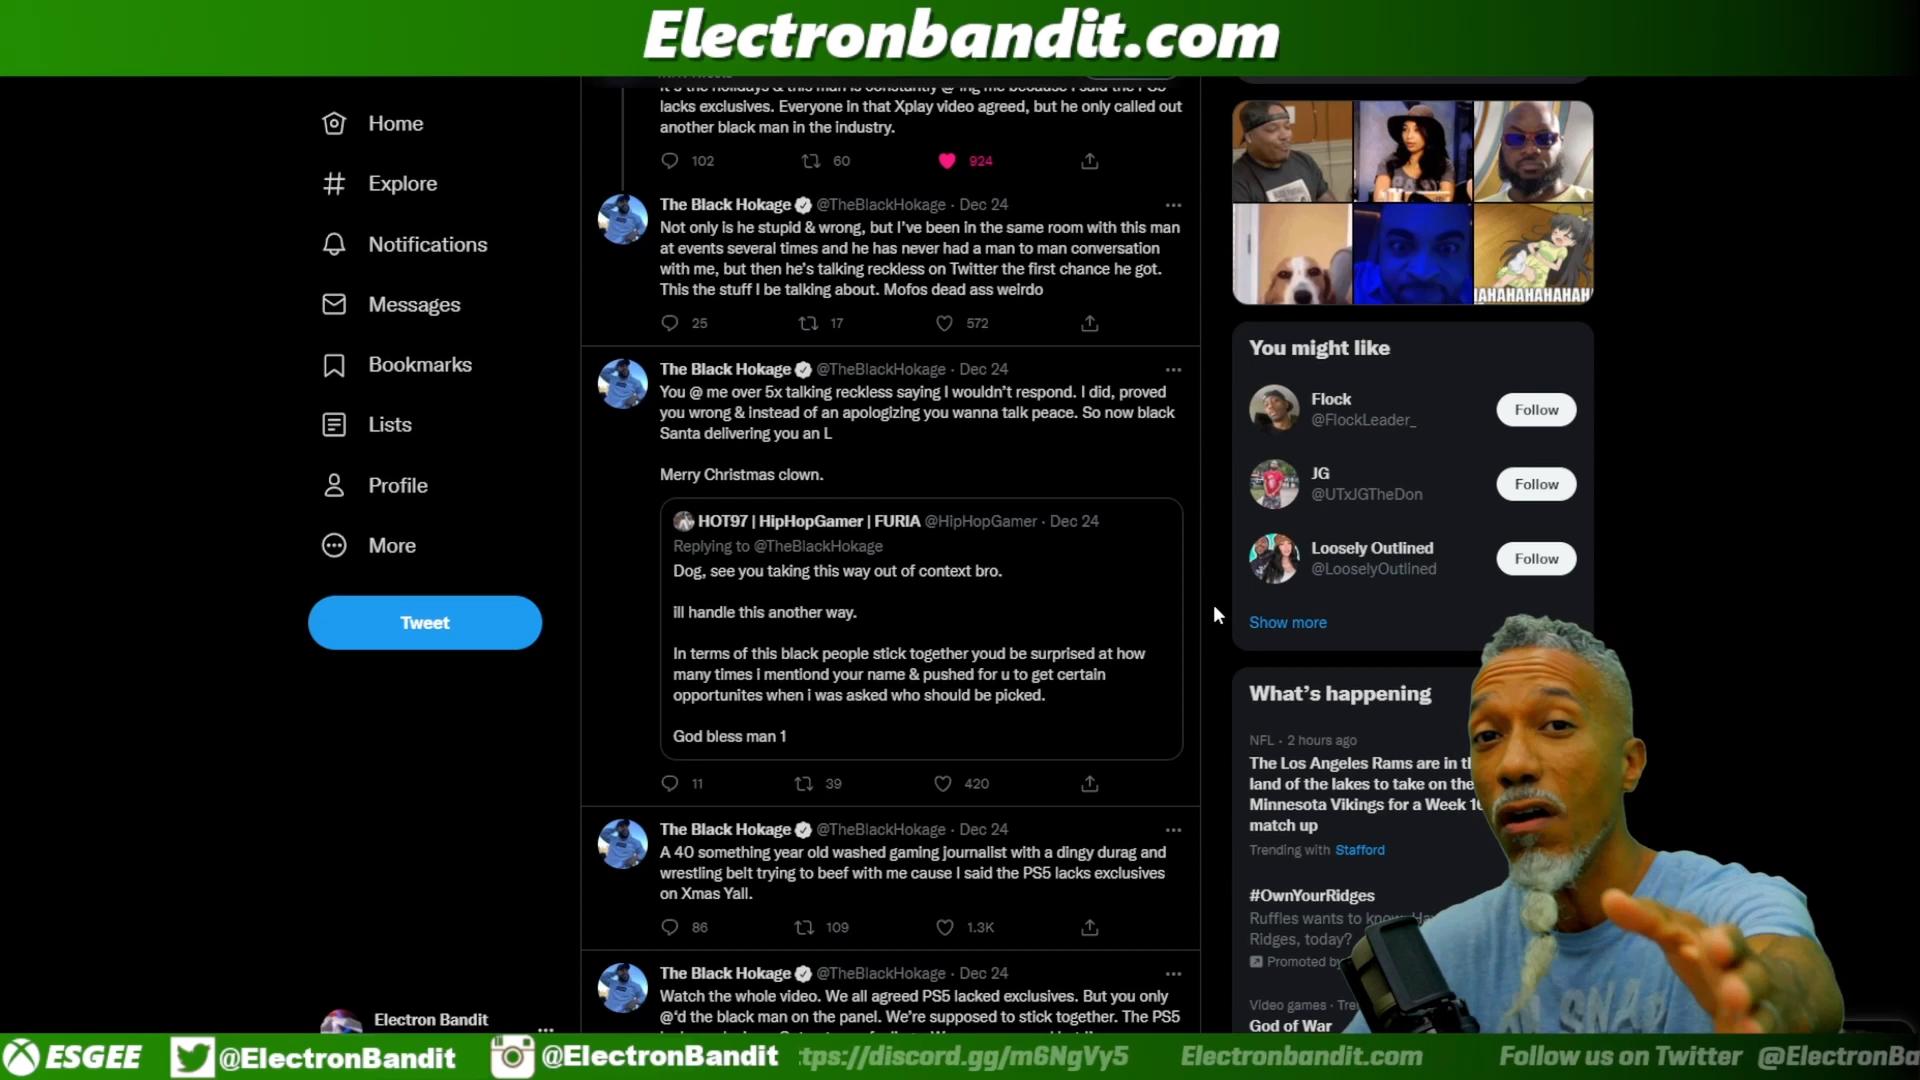 Electronbandit.com
Home
Explore
Notifications
Messages
Bookmarks
Lists
Profile
More
Tweet
Electron Bandit
lacks exclusives. Everyone in that Xplay video agreed, but he only called out
another black man in the industry.
102 60 924
The Black Hokage @TheBlackHokage · Dec 24
Not only is he stupid & wrong, but I've been in the same room with this man
at events several times and he has never had a man to man conversation
with me, but then he's talking reckless on Twitter the first chance he got.
This the stuff I be talking about. Mofos dead ass weirdo
25 17 572
The Black Hokage @TheBlackHokage · Dec 24
You @ me over 5x talking reckless saying I wouldn't respond. I did, proved
you wrong & instead of an apologizing you wanna talk peace. So now black
Santa delivering you an L
Merry Christmas clown.
HOT97 | HipHopGamer | FURIA @HipHopGamer · Dec 24
Replying to @TheBlackHokage
Dog, see you taking this way out of context bro.
ill handle this another way.
In terms of this black people stick together youd be surprised at how
many times i mentiond your name & pushed for u to get certain
opportunites when i was asked who should be picked.
God bless man 1
11 39 420
The Black Hokage @TheBlackHokage · Dec 24
A 40 something year old washed gaming journalist with a dingy durag and
wrestling belt trying to beef with me cause I said the PS5 lacks exclusives
on Xmas Yall.
86 109 1.3K
The Black Hokage @TheBlackHokage · Dec 24
Watch the whole video. We all agreed PS5 lacked exclusives. But you only
@'d the black man on the panel. We're supposed to stick together. The PS5
AHAHAHAHAHAH
You might like
Flock
@FlockLeader_
Follow
JG
@UTxJGTheDon
Follow
Loosely Outlined
@LooselyOutlined
Follow
Show more
What's happening
NFL · 2 hours ago
The Los Angeles Rams are in
land of the lakes to take on the
Minnesota Vikings for a Week
match up
Trending with Stafford
#OwnYourRidges
Ruffles wants to know:
Ridges, today?
Promoted by
Video games ·
God of War
ESGEE @ElectronBandit @ElectronBandit tps://discord.gg/m6NgVy5 Electronbandit.com Follow us on Twitter @ElectronBa